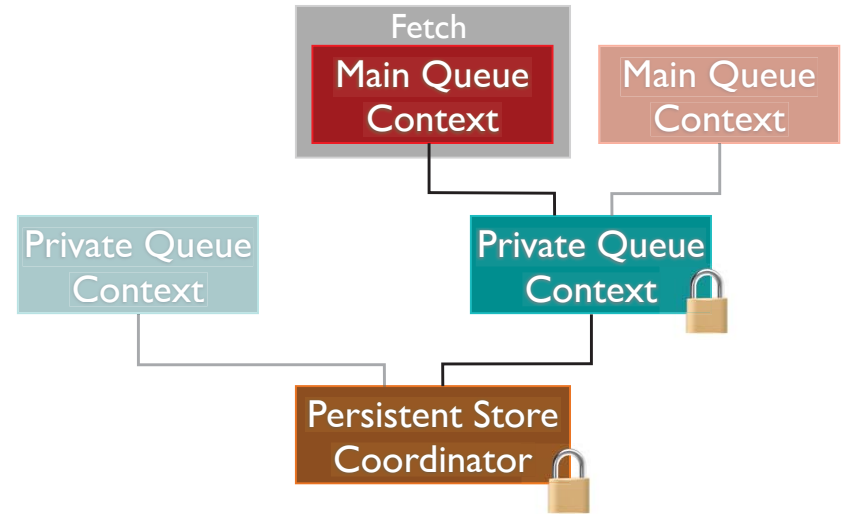 Fetch
Main Queue
Context
Main Queue
Context
Private Queue
Context
Private Queue
Context
Persistent Store
Coordinator